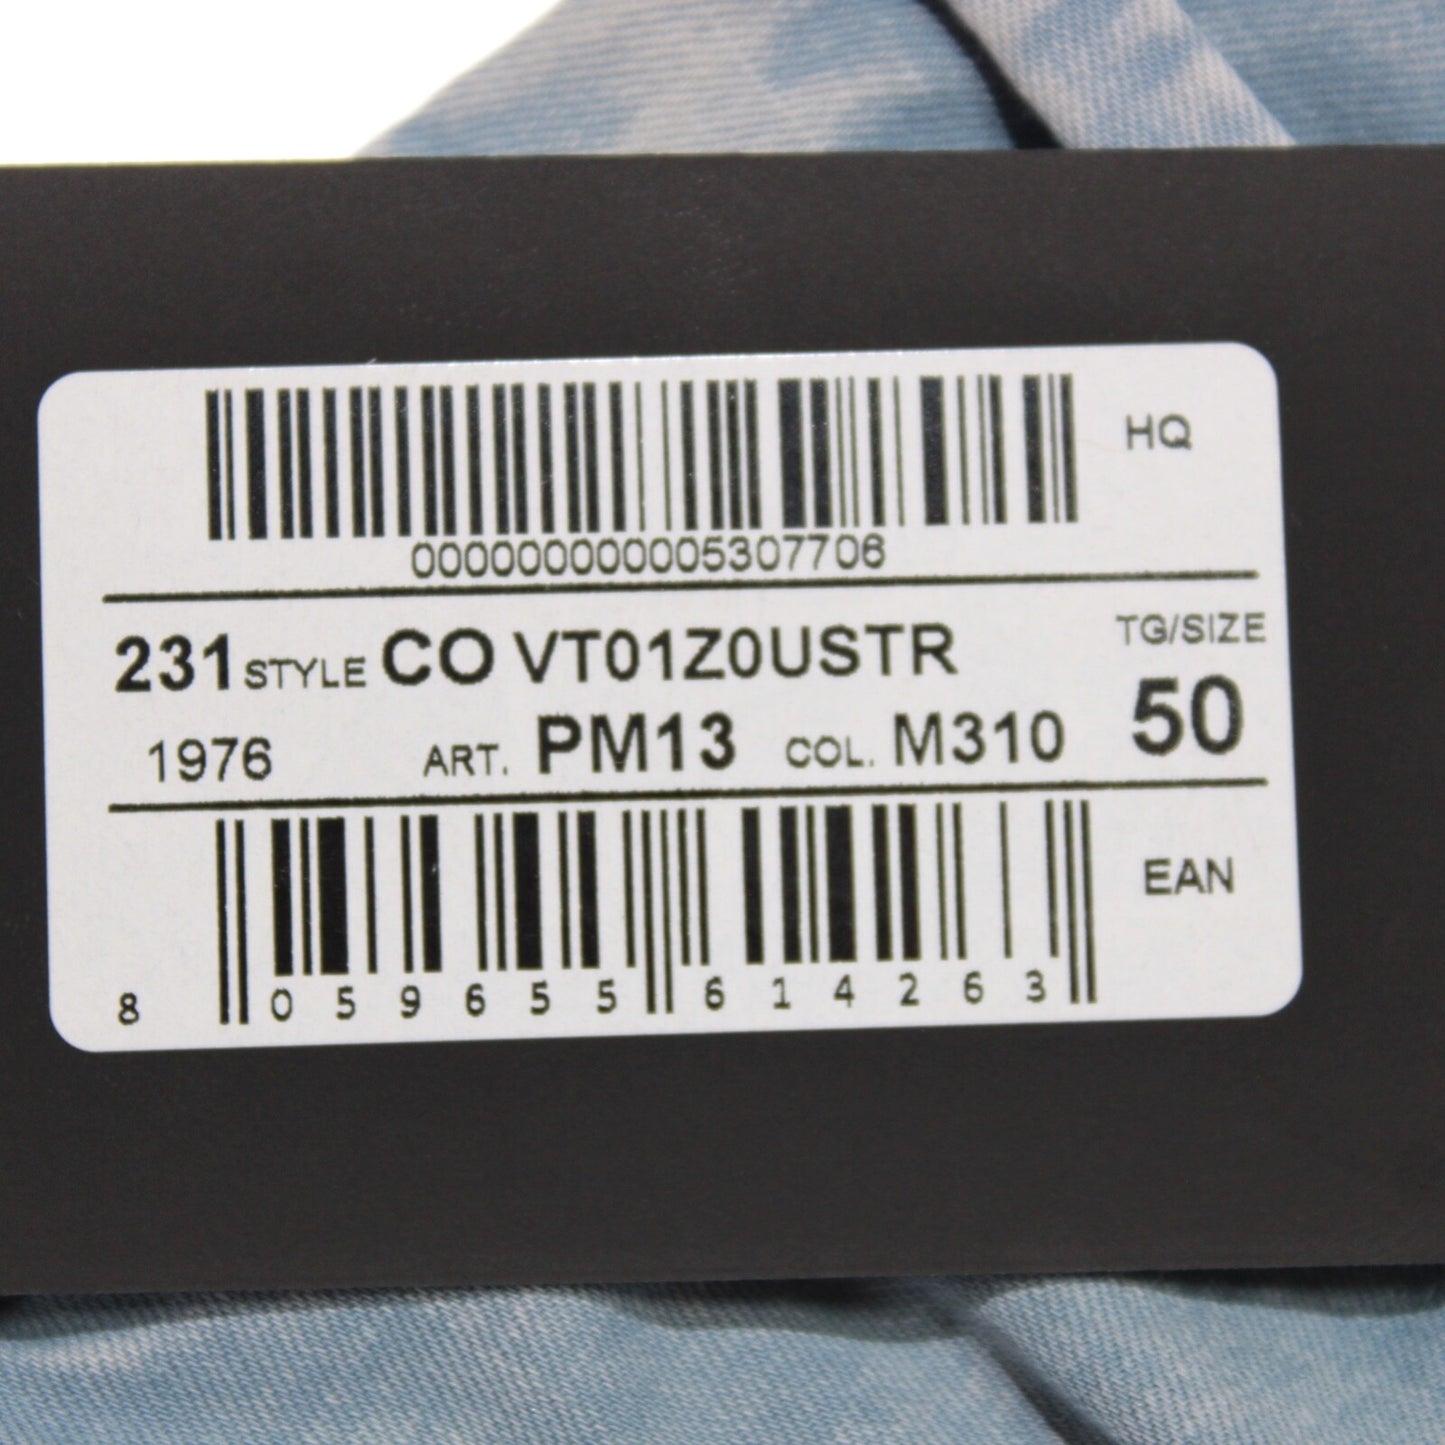 HQ
000000000005307706
231 STYLE CO VT01Z0USTR TG/SIZE
1976 ART. PM13 COL. M310 50
EAN
8 059655 614263